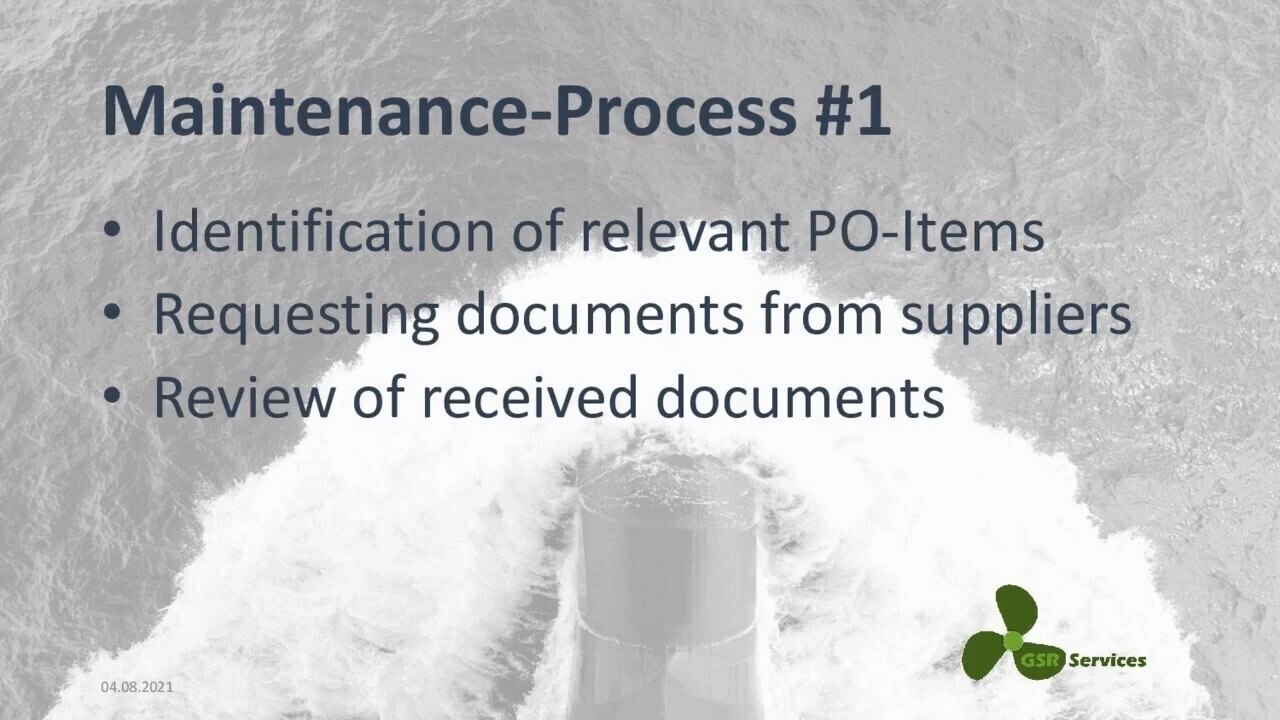 Maintenance-Process #1
• Identification of relevant PO-Items
• Requesting documents from suppliers
• Review of received documents
GSR Services
04.08.2021